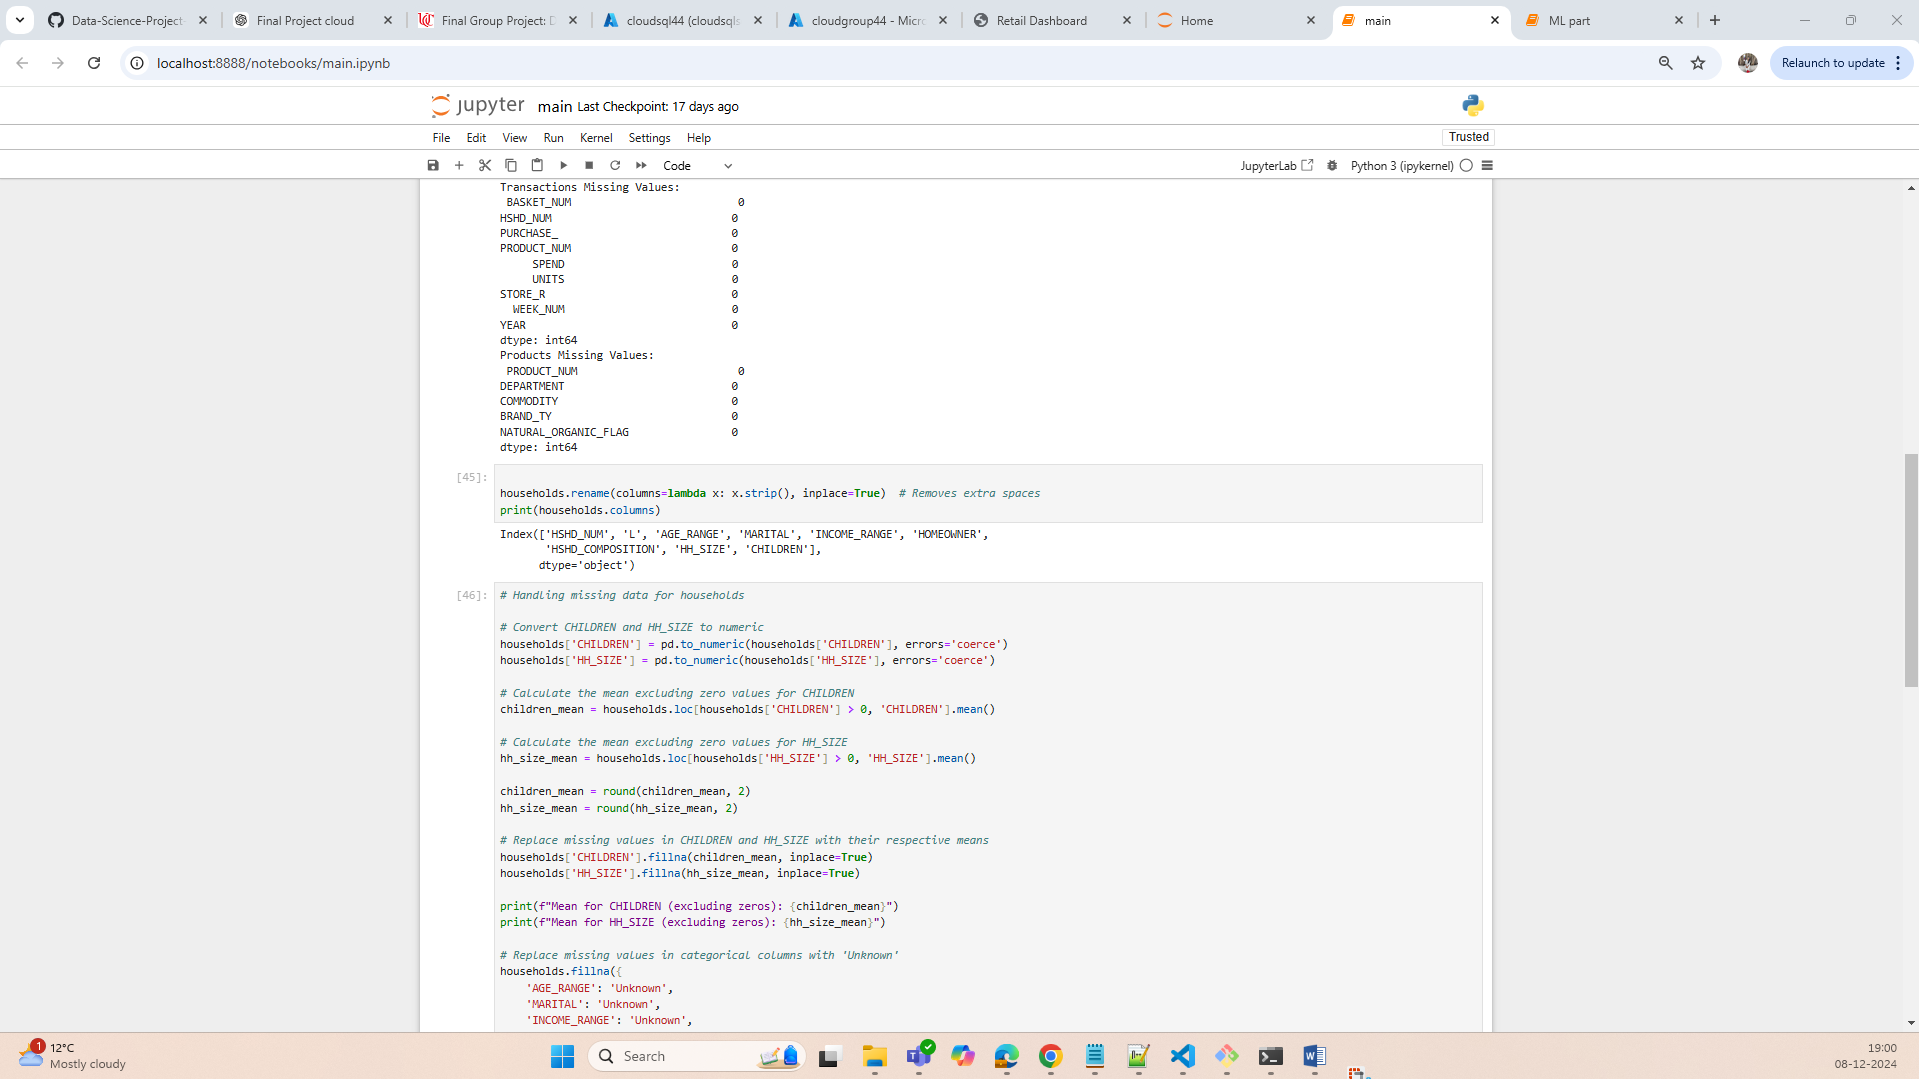 Data-Science-Project-
Final Project cloud
Final Group Project: D
cloudsql44 (cloudsqls
cloudgroup44 - Micro
Retail Dashboard
Home
main
ML part
localhost:8888/notebooks/main.ipynb
Relaunch to update
jupyter main Last Checkpoint: 17 days ago
File Edit View Run Kernel Settings Help
Trusted
Code
JupyterLab
Python 3 (ipykernel)
Transactions Missing Values:
BASKET_NUM 0
HSHD_NUM 0
PURCHASE_ 0
PRODUCT_NUM 0
SPEND 0
UNITS 0
STORE_R 0
WEEK_NUM 0
YEAR 0
dtype: int64
Products Missing Values:
PRODUCT_NUM 0
DEPARTMENT 0
COMMODITY 0
BRAND_TY 0
NATURAL_ORGANIC_FLAG 0
dtype: int64
[45]:
households.rename(columns=lambda x: x.strip(), inplace=True)  # Removes extra spaces
print(households.columns)
Index(['HSHD_NUM', 'L', 'AGE_RANGE', 'MARITAL', 'INCOME_RANGE', 'HOMEOWNER',
'HSHD_COMPOSITION', 'HH_SIZE', 'CHILDREN'],
dtype='object')
[46]:
# Handling missing data for households
# Convert CHILDREN and HH_SIZE to numeric
households['CHILDREN'] = pd.to_numeric(households['CHILDREN'], errors='coerce')
households['HH_SIZE'] = pd.to_numeric(households['HH_SIZE'], errors='coerce')
# Calculate the mean excluding zero values for CHILDREN
children_mean = households.loc[households['CHILDREN'] > 0, 'CHILDREN'].mean()
# Calculate the mean excluding zero values for HH_SIZE
hh_size_mean = households.loc[households['HH_SIZE'] > 0, 'HH_SIZE'].mean()
children_mean = round(children_mean, 2)
hh_size_mean = round(hh_size_mean, 2)
# Replace missing values in CHILDREN and HH_SIZE with their respective means
households['CHILDREN'].fillna(children_mean, inplace=True)
households['HH_SIZE'].fillna(hh_size_mean, inplace=True)
print(f"Mean for CHILDREN (excluding zeros): {children_mean}")
print(f"Mean for HH_SIZE (excluding zeros): {hh_size_mean}")
# Replace missing values in categorical columns with 'Unknown'
households.fillna({
'AGE_RANGE': 'Unknown',
'MARITAL': 'Unknown',
'INCOME_RANGE': 'Unknown',
1
12°C
Mostly cloudy
Search
19:00
08-12-2024